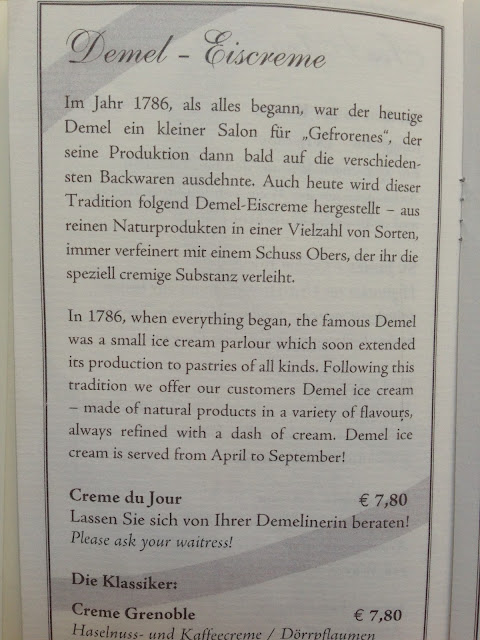 Demel - Eiscreme
Im Jahr 1786, als alles begann, war der heutige
Demel ein kleiner Salon für „Gefrorenes“, der
seine Produktion dann bald auf die verschieden-
sten Backwaren ausdehnte. Auch heute wird dieser
Tradition folgend Demel-Eiscreme hergestellt – aus
reinen Naturprodukten in einer Vielzahl von Sorten,
immer verfeinert mit einem Schuss Obers, der ihr die
speziell cremige Substanz verleiht.
In 1786, when everything began, the famous Demel
was a small ice cream parlour which soon extended
its production to pastries of all kinds. Following this
tradition we offer our customers Demel ice cream
– made of natural products in a variety of flavours,
always refined with a dash of cream. Demel ice
cream is served from April to September!
Creme du Jour € 7,80
Lassen Sie sich von Ihrer Demelinerin beraten!
Please ask your waitress!
Die Klassiker:
Creme Grenoble € 7,80
Haselnuss- und Kaffeecreme / Dörrpflaumen